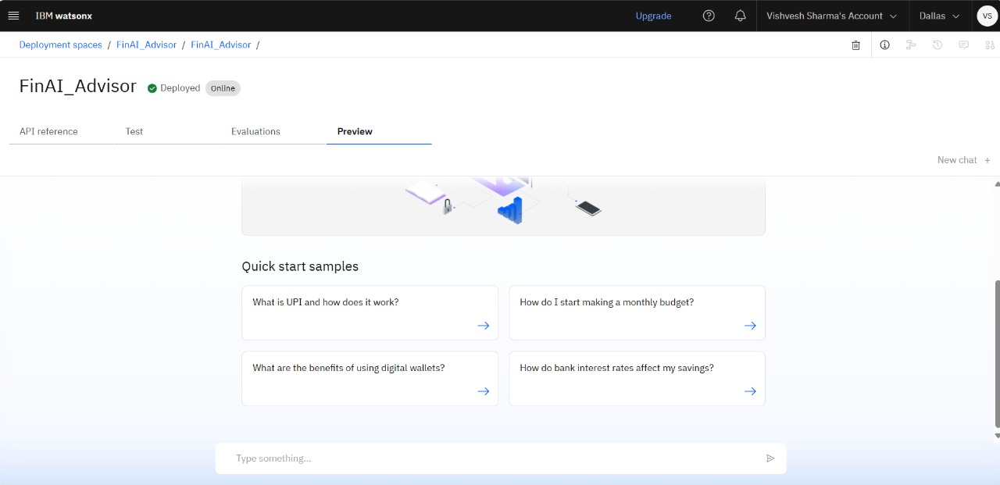 IBM watsonx
Upgrade
Vishvesh Sharma's Account
Dallas
VS
Deployment spaces / FinAI_Advisor / FinAI_Advisor /
FinAI_Advisor
Deployed
Online
API reference
Test
Evaluations
Preview
New chat +
Quick start samples
What is UPI and how does it work?
How do I start making a monthly budget?
What are the benefits of using digital wallets?
How do bank interest rates affect my savings?
Type something...